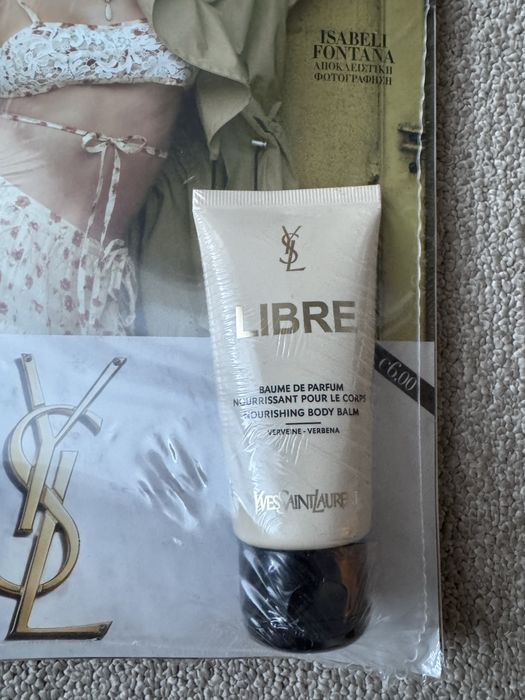 ISABELI
FONTANA
ΑΠΟΚΛΕΙΣΤΙΚΗ
ΦΩΤΟΓΡΑΦΗΣΗ
YSL
LIBRE
BAUME DE PARFUM
NOURRISSANT POUR LE CORPS
NOURISHING BODY BALM
VERVEINE - VERBENA
YVESSAINTLAURENT
€6,00
YSL